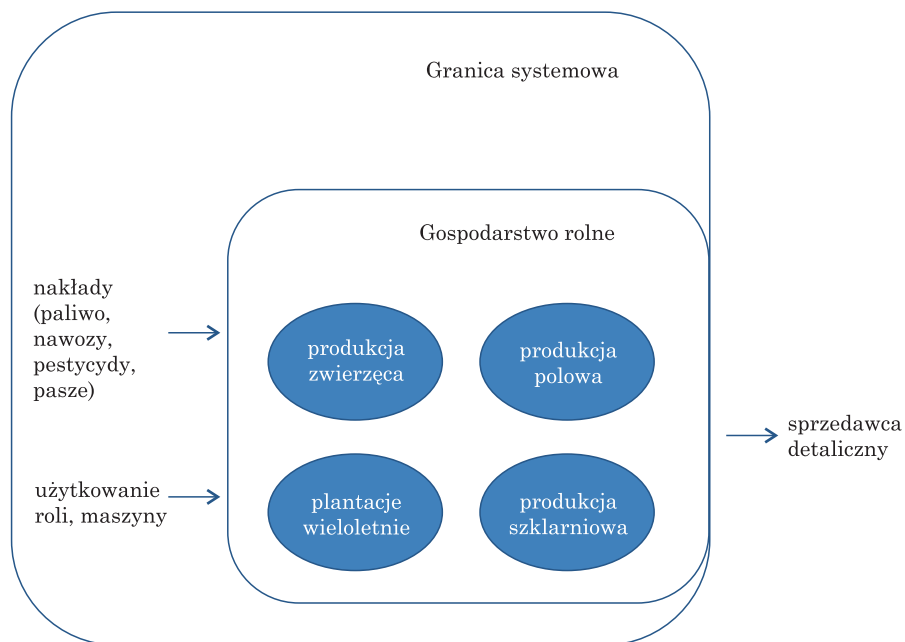 Granica systemowa
Gospodarstwo rolne
nakłady
(paliwo,
nawozy,
pestycydy,
pasze)
produkcja
zwierzęca
produkcja
polowa
sprzedawca
detaliczny
użytkowanie
roli, maszyny
plantacje
wieloletnie
produkcja
szklarniowa